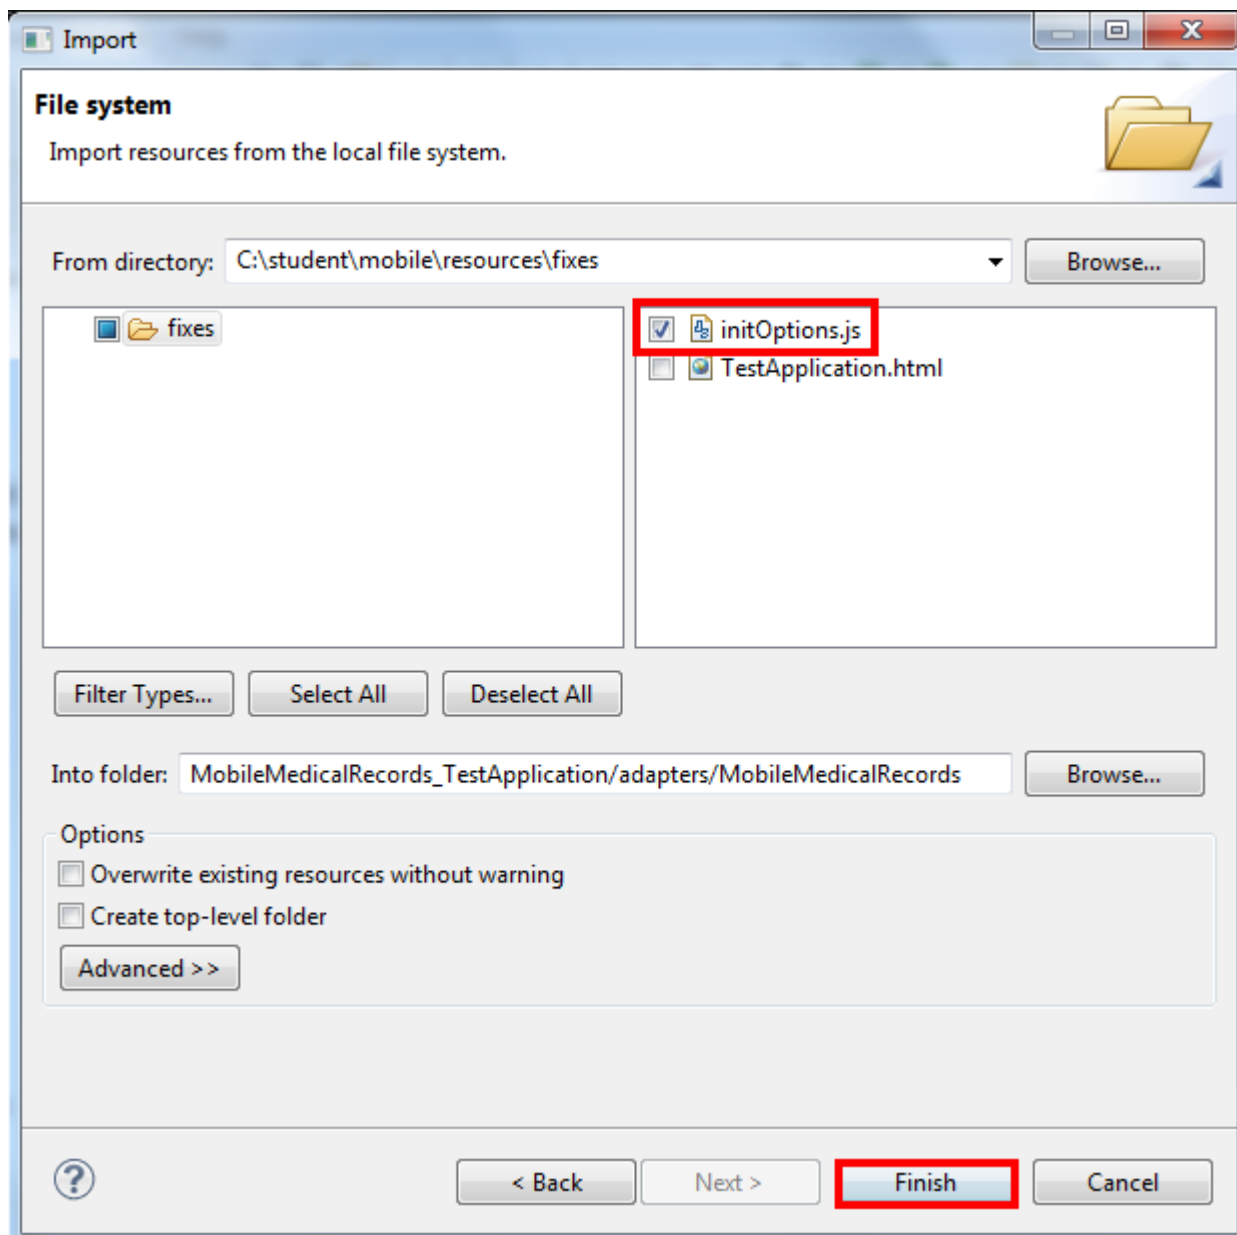 Import
File system
Import resources from the local file system.
From directory: C:\student\mobile\resources\fixes Browse...
fixes
initOptions.js
TestApplication.html
Filter Types... Select All Deselect All
Into folder: MobileMedicalRecords_TestApplication/adapters/MobileMedicalRecords Browse...
Options
Overwrite existing resources without warning
Create top-level folder
Advanced >>
? < Back Next > Finish Cancel